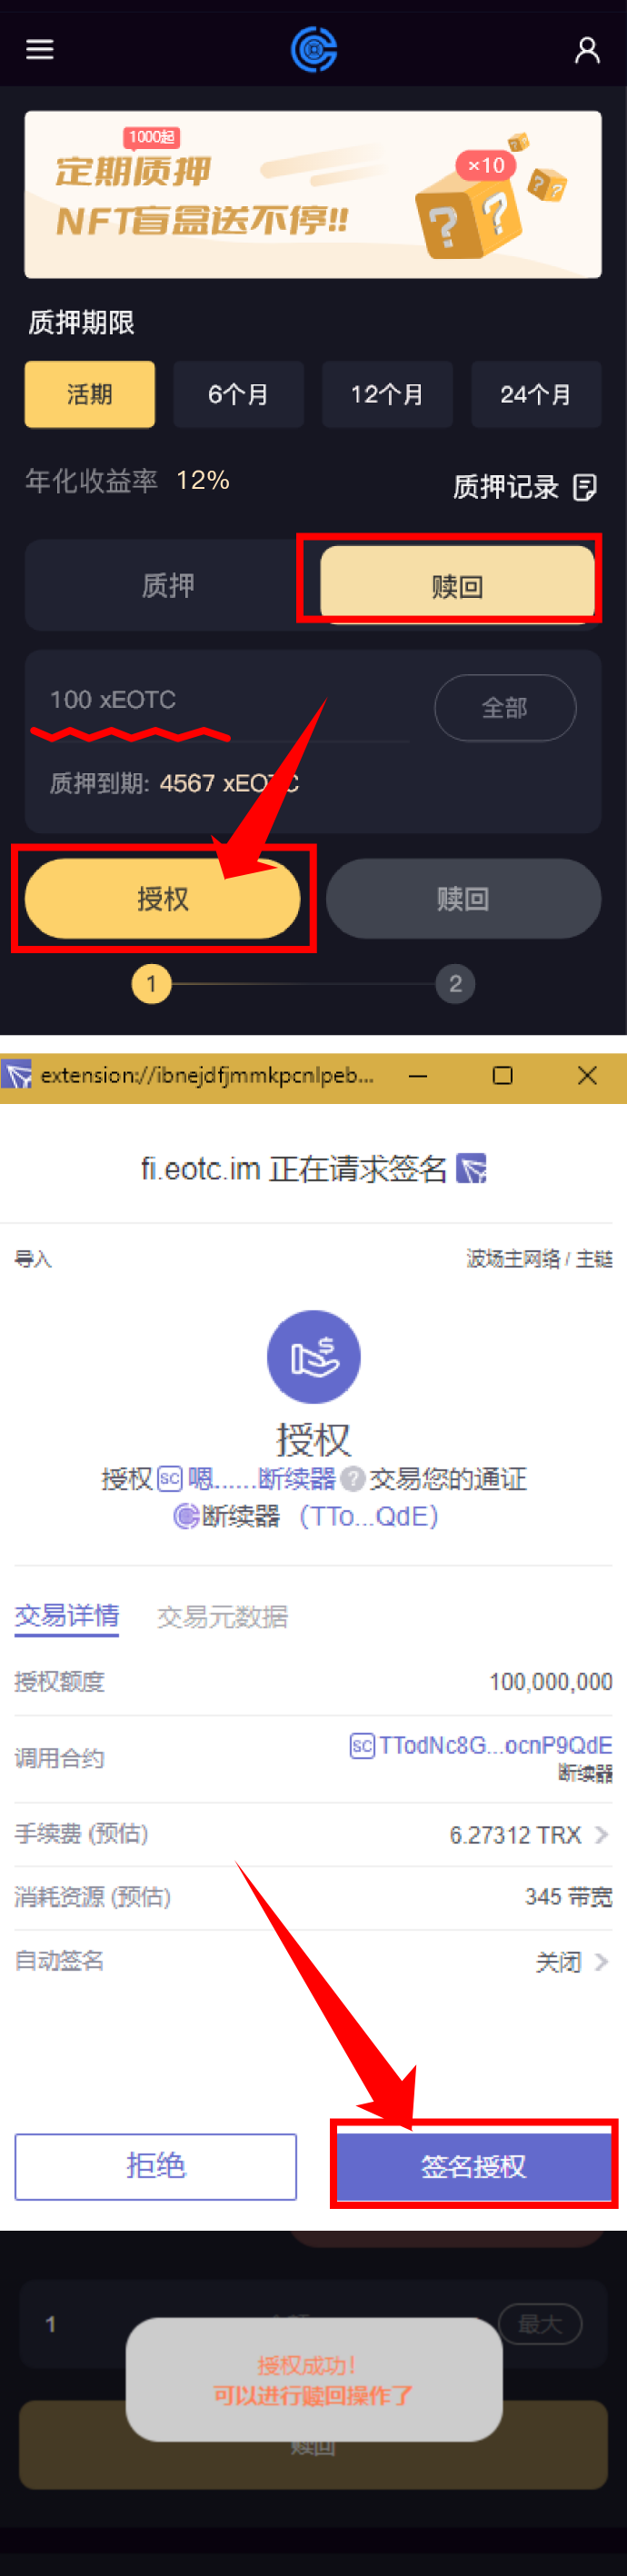 1000起
定期质押
NFT盲盒送不停!!
×10
? ?
? ?
质押期限
活期 6个月 12个月 24个月
年化收益率 12% 质押记录
质押 赎回
100 xEOTC 全部
质押到期: 4567 xEOTC
授权 赎回
1 2
extension://ibnejdfjmmkpcnlpeb...
fi.eotc.im 正在请求签名
导入 波场主网络 / 主链
授权
授权 SC 嗯......断续器 ? 交易您的通证
断续器 (TTo...QdE)
交易详情 交易元数据
授权额度 100,000,000
调用合约 SC TTodNc8G...ocnP9QdE
断续器
手续费 (预估) 6.27312 TRX >
消耗资源 (预估) 345 带宽
自动签名 关闭 >
拒绝 签名授权
1 最大
授权成功!
可以进行赎回操作了
赎回